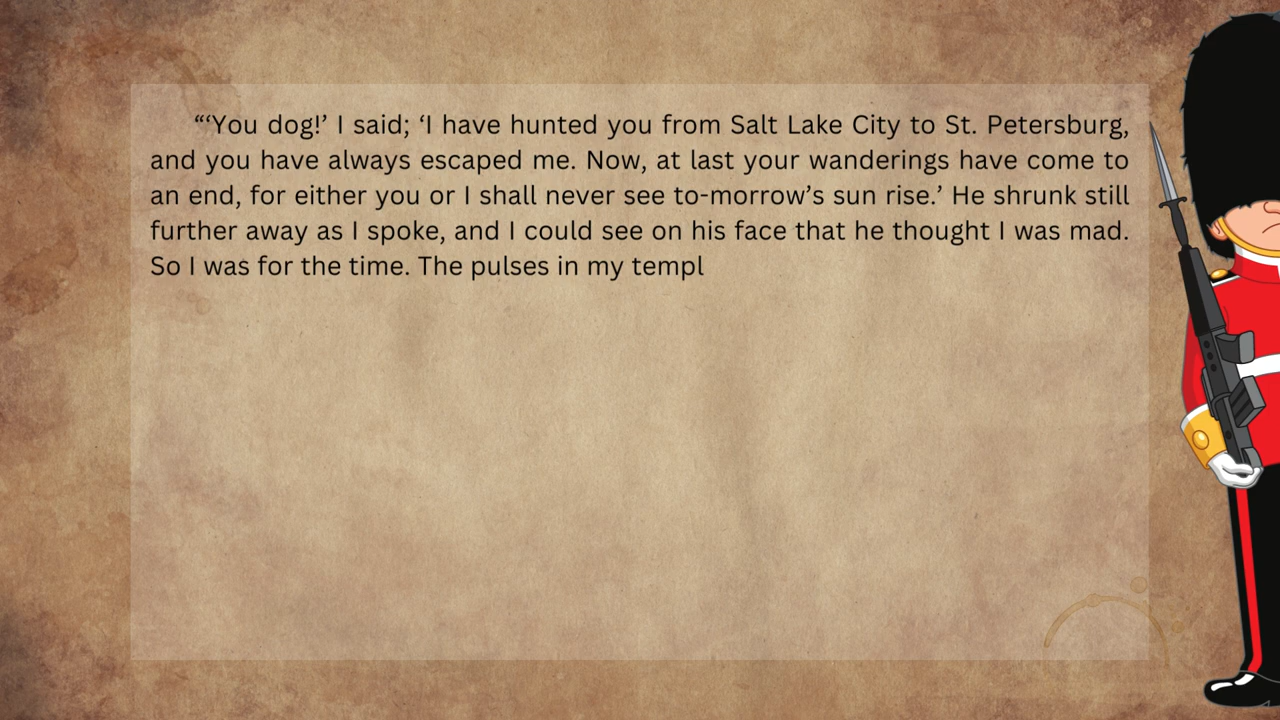 “‘You dog!’ I said; ‘I have hunted you from Salt Lake City to St. Petersburg,
and you have always escaped me. Now, at last your wanderings have come to
an end, for either you or I shall never see to-morrow’s sun rise.’ He shrunk still
further away as I spoke, and I could see on his face that he thought I was mad.
So I was for the time. The pulses in my templ